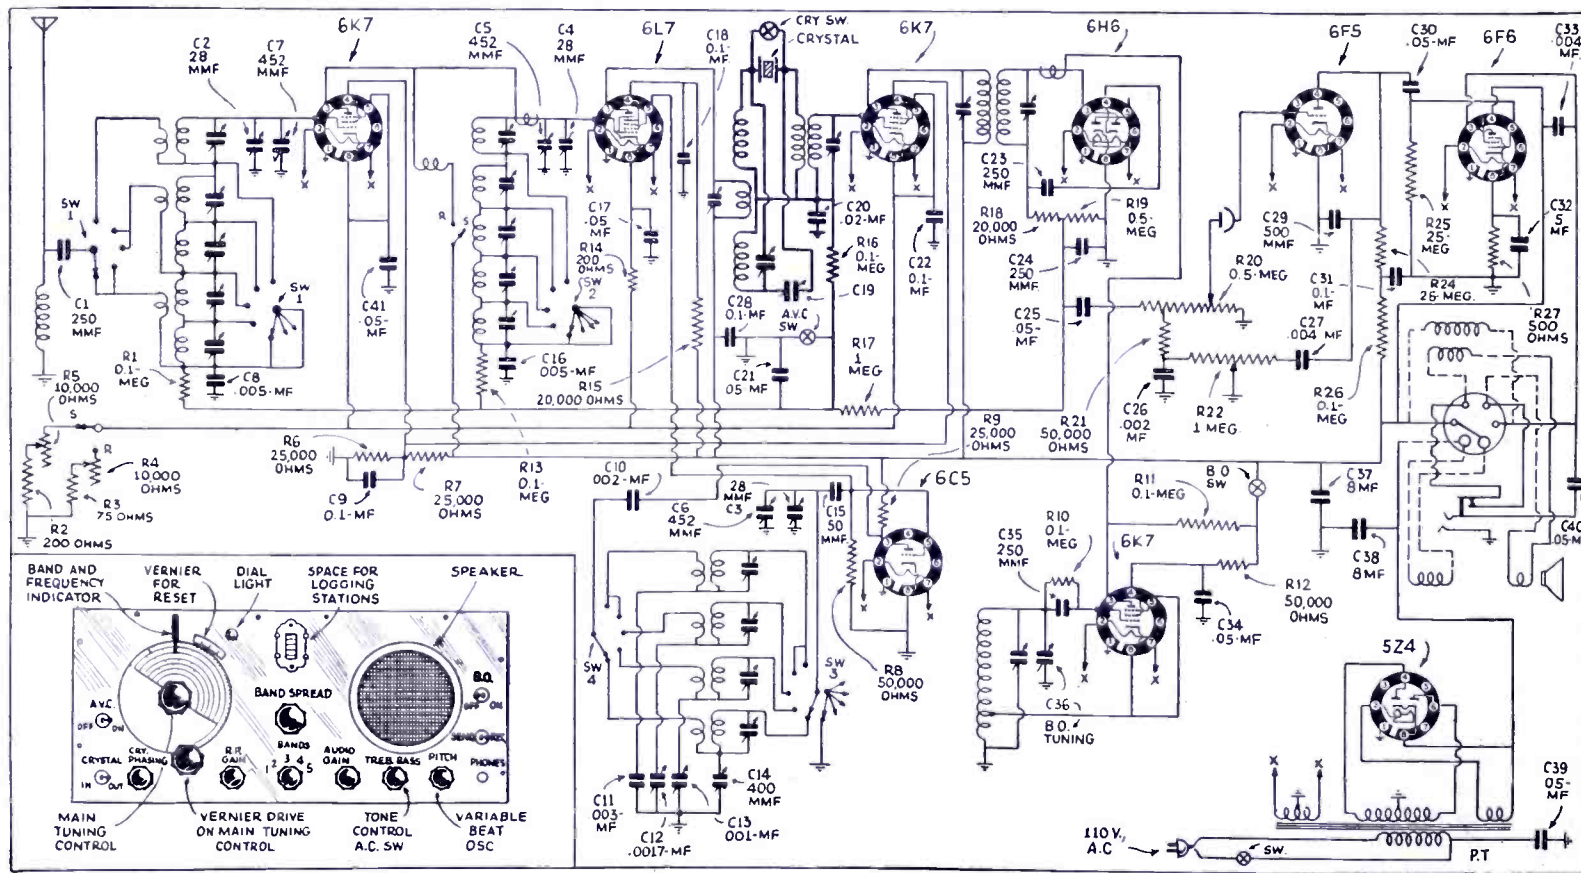 6K7
C2
28
MMF
C7
452
MMF
C5
452
MMF
C4
28
MMF
6L7
C18
0.1-
MF
CRY SW.
CRYSTAL
6K7
6H6
6F5
C30
.05-MF
6F6
C33
.004
MF.
SW
1
C1
250
MMF
SW
1
C41
.05-
MF
R
S
C17
.05
MF
R14
200
OHMS
SW
2
C20
.02-MF
C23
250
MMF
R18
20,000
OHMS
R19
0.5-
MEG
C29
500
MMF
R25
25-
MEG
C32
5
MF
R16
0.1-
MEG
C22
0.1-
MF
C24
250
MMF
R20
0.5-MEG
C31
0.1-
MF
R24
25 MEG.
R1
0.1-
MEG
C8
.005-MF
C16
005-MF
R15
20,000 OHMS
C28
0.1-
MF
A.V.C
SW
C19
C21
05 MF
R17
1
MEG
C25
.05-
MF
C27
.004 MF
R27
500
OHMS
R5
10,000
OHMS
S
R
R4
10,000
OHMS
R3
75 OHMS
R2
200 OHMS
R6
25,000
OHMS
C9
0.1-MF
R7
25,000
OHMS
R13
0.1-
MEG
C10
002-MF
R9
25,000
OHMS
R21
50,000
OHMS
C26
.002
MF
R22
1 MEG.
R26
0.1-
MEG
6C5
C6
452
MMF
28
MMF
C3
C15
50
MMF
R11
0.1-MEG
B.O
SW
C37
8MF
C38
8MF
C40
.05-MF
C35
250
MMF
R10
0.1-
MEG
6K7
R12
50,000
OHMS
C34
.05-MF
C36
B.O.
TUNING
R8
50,000
OHMS
SW
4
SW
3
C11
.003-
MF
C12
.0017-MF
C13
.001-MF
C14
400
MMF
5Z4
C39
.05-
MF
110 V.,
A.C
SW.
P.T
BAND AND
FREQUENCY
INDICATOR
VERNIER
FOR
RESET
DIAL
LIGHT
SPACE FOR
LOGGING
STATIONS
SPEAKER
BAND SPREAD
A.V.C.
OFF ON
B.O.
OFF ON
SEND REC
CRYSTAL
IN OUT
CRY.
PHASING
R.F.
GAIN
BANDS
1 2 3 4 5
AUDIO
GAIN
TREB. BASS
PITCH
PHONES
MAIN
TUNING
CONTROL
VERNIER DRIVE
ON MAIN TUNING
CONTROL
TONE
CONTROL
A.C. SW
VARIABLE
BEAT
OSC